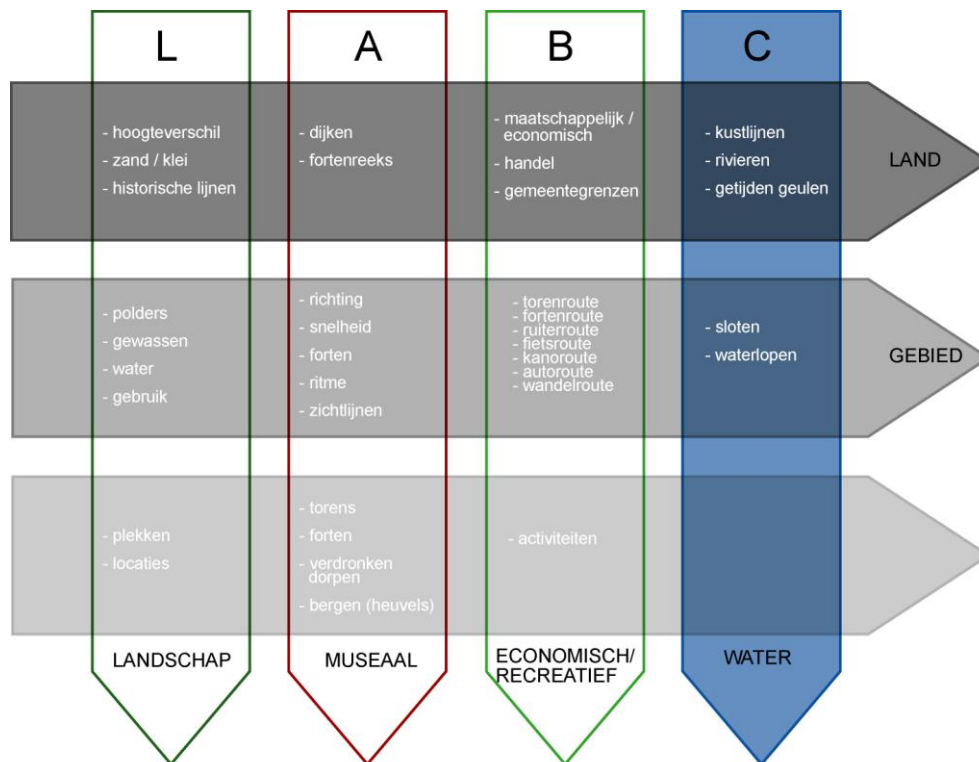 L
A
B
C
- hoogteverschil
- zand / klei
- historische lijnen
- dijken
- fortenreeks
- maatschappelijk /
economisch
- handel
- gemeentegrenzen
- kustlijnen
- rivieren
- getijden geulen
LAND
- polders
- gewassen
- water
- gebruik
- richting
- snelheid
- forten
- ritme
- zichtlijnen
- torenroute
- fortenroute
- ruiterroute
- fietsroute
- kanoroute
- autoroute
- wandelroute
- sloten
- waterlopen
GEBIED
- plekken
- locaties
- torens
- forten
- verdronken
dorpen
- bergen (heuvels)
- activiteiten
LANDSCHAP
MUSEAAL
ECONOMISCH/
RECREATIEF
WATER